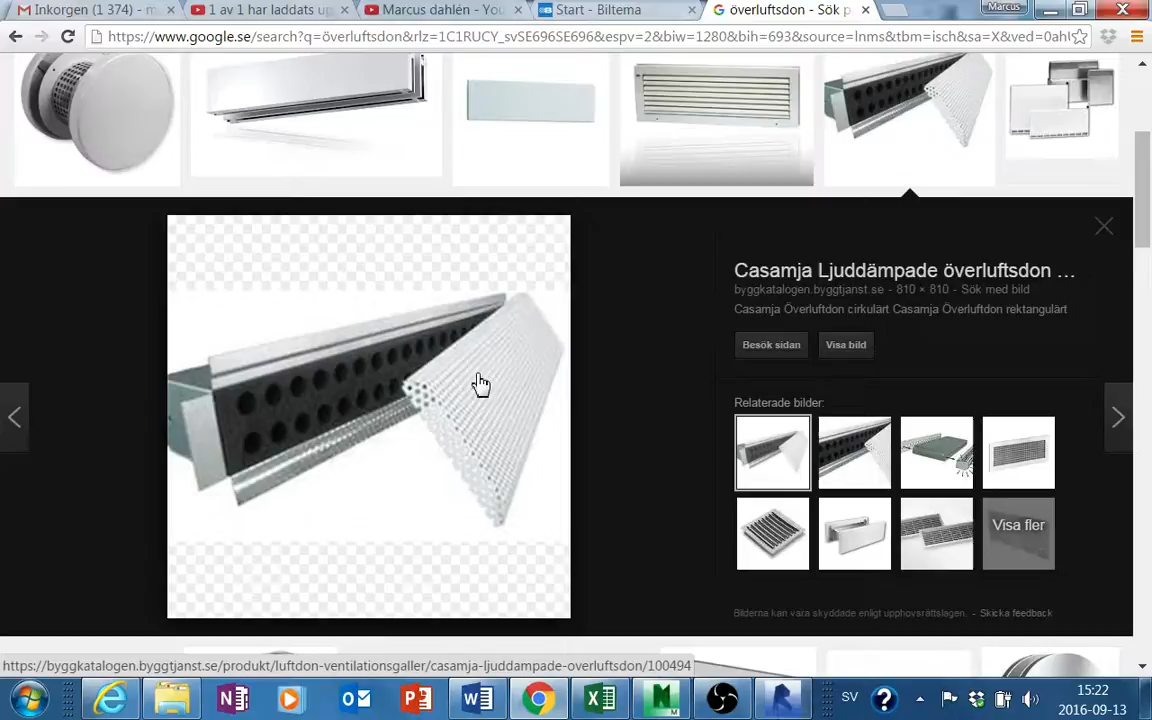 Inkorgen (1 374) - m
1 av 1 har laddats up
Marcus dahlén - You
Start - Biltema
överluftsdon - Sök p
Marcus
https://www.google.se/search?q=överluftsdon&rlz=1C1RUCY_svSE696SE696&espv=2&biw=1280&bih=693&source=lnms&tbm=isch&sa=X&ved=0ahU
Casamja Ljuddämpade överluftsdon …
byggkatalogen.byggtjanst.se - 810 × 810 - Sök med bild
Casamja Överluftdon cirkulärt Casamja Överluftdon rektangulärt
Besök sidan
Visa bild
Relaterade bilder:
Visa fler
Bilderna kan vara skyddade enligt upphovsrättslagen. - Skicka feedback
https://byggkatalogen.byggtjanst.se/produkt/luftdon-ventilationsgaller/casamja-ljuddampade-overluftsdon/100494
SV
15:22
2016-09-13